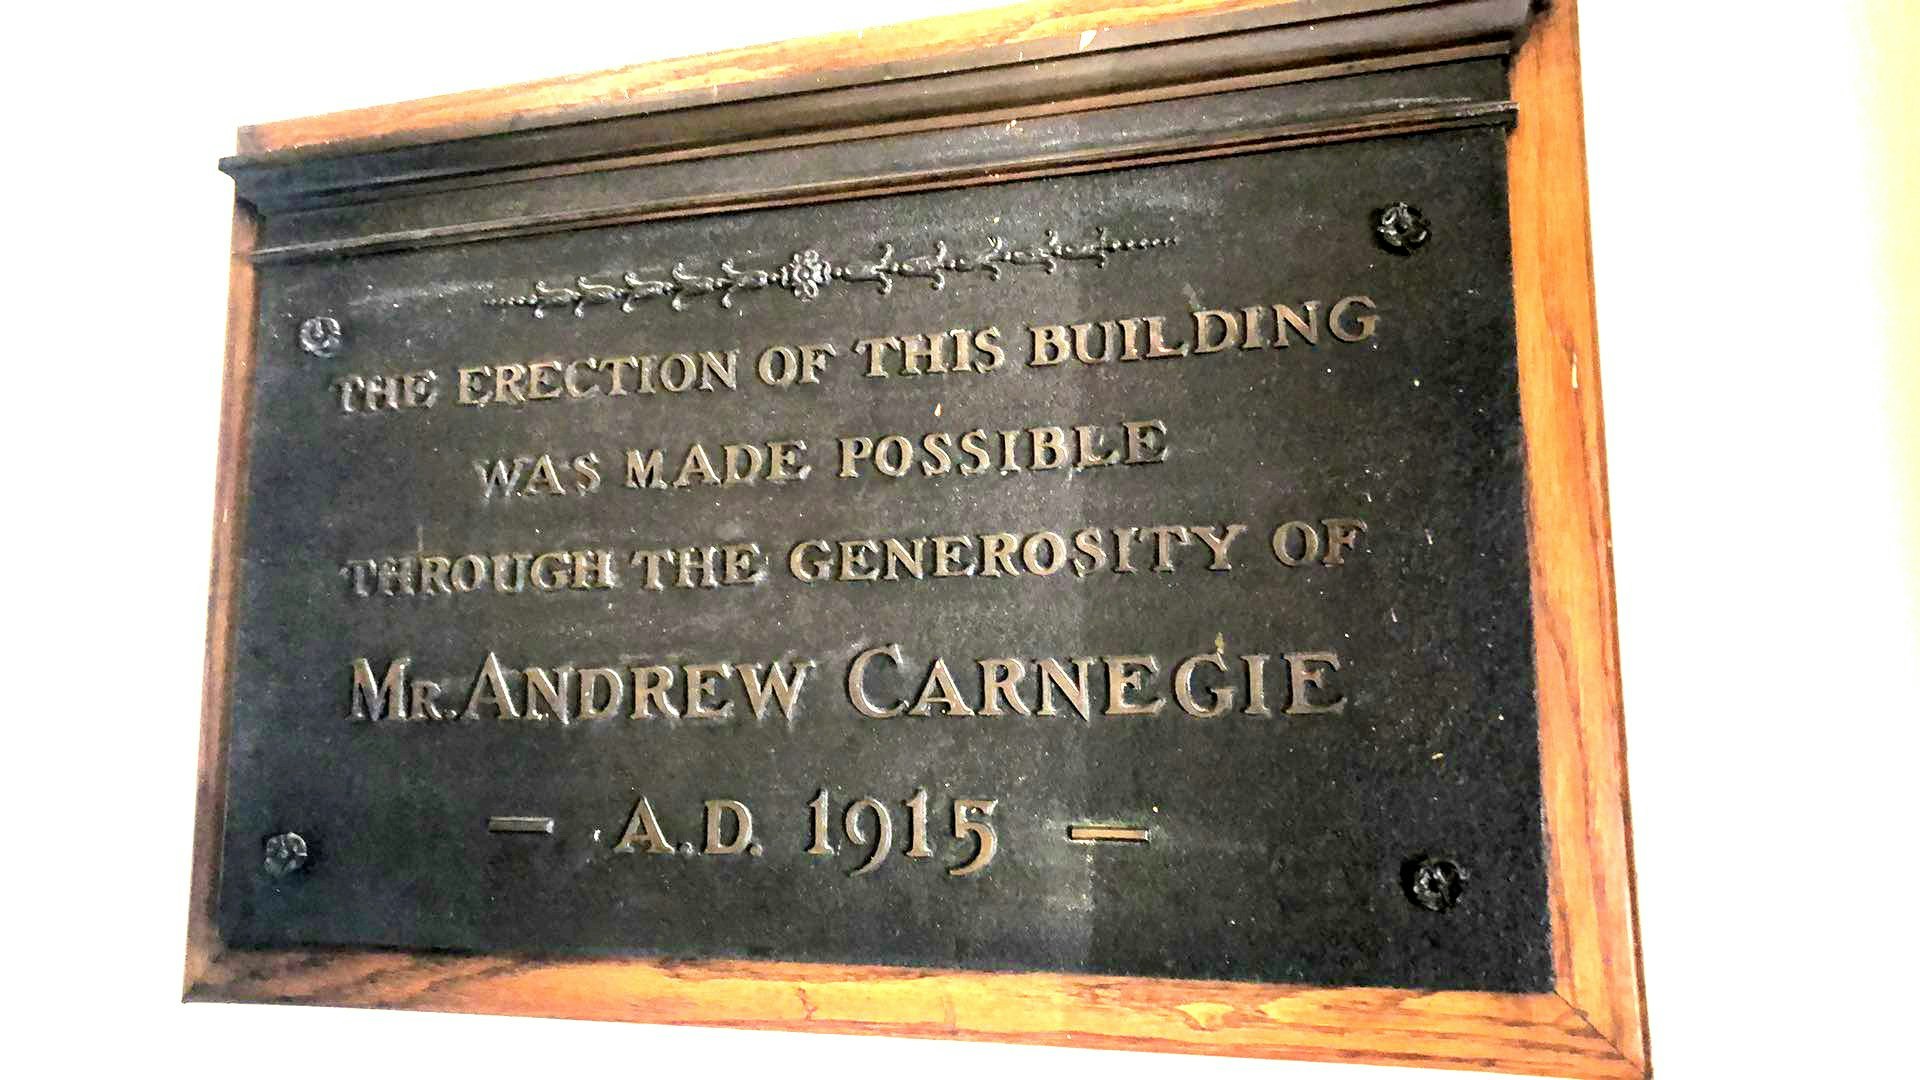 THE ERECTION OF THIS BUILDING
WAS MADE POSSIBLE
THROUGH THE GENEROSITY OF
MR. ANDREW CARNEGIE
— A.D. 1915 —